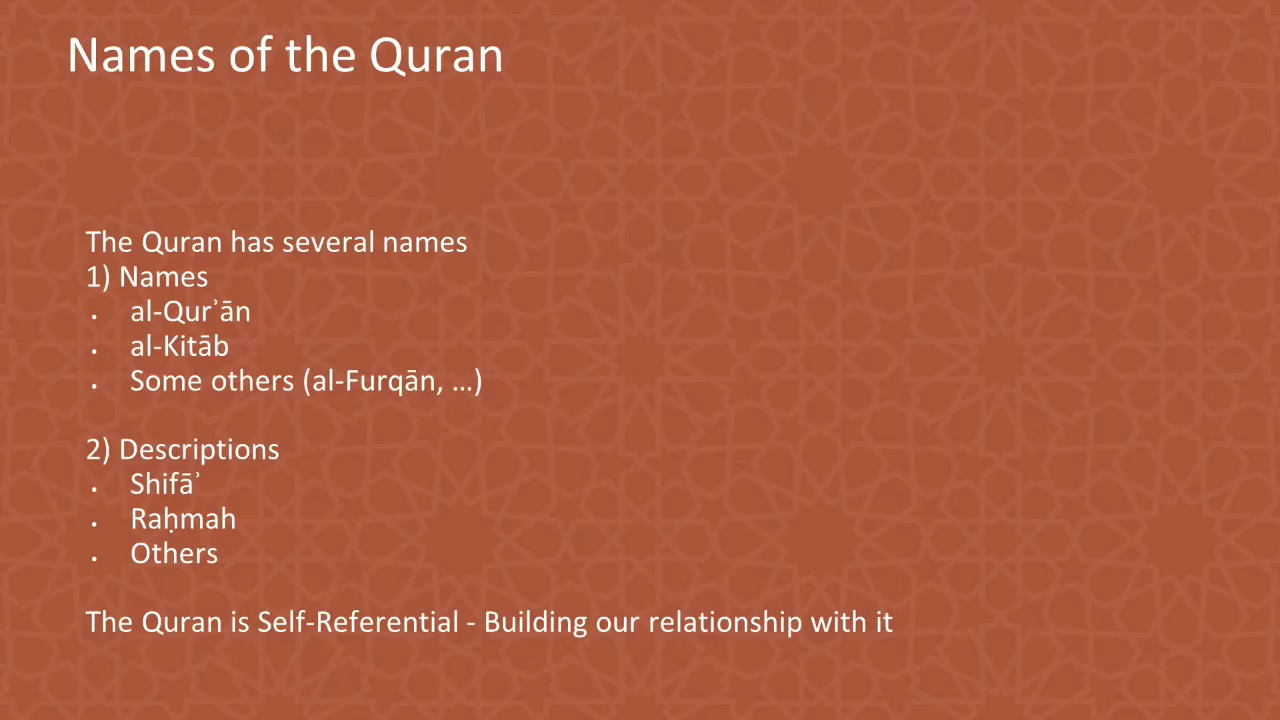 Names of the Quran
The Quran has several names
1) Names
• al-Qurʾān
• al-Kitāb
• Some others (al-Furqān, …)
2) Descriptions
• Shifāʾ
• Raḥmah
• Others
The Quran is Self-Referential - Building our relationship with it